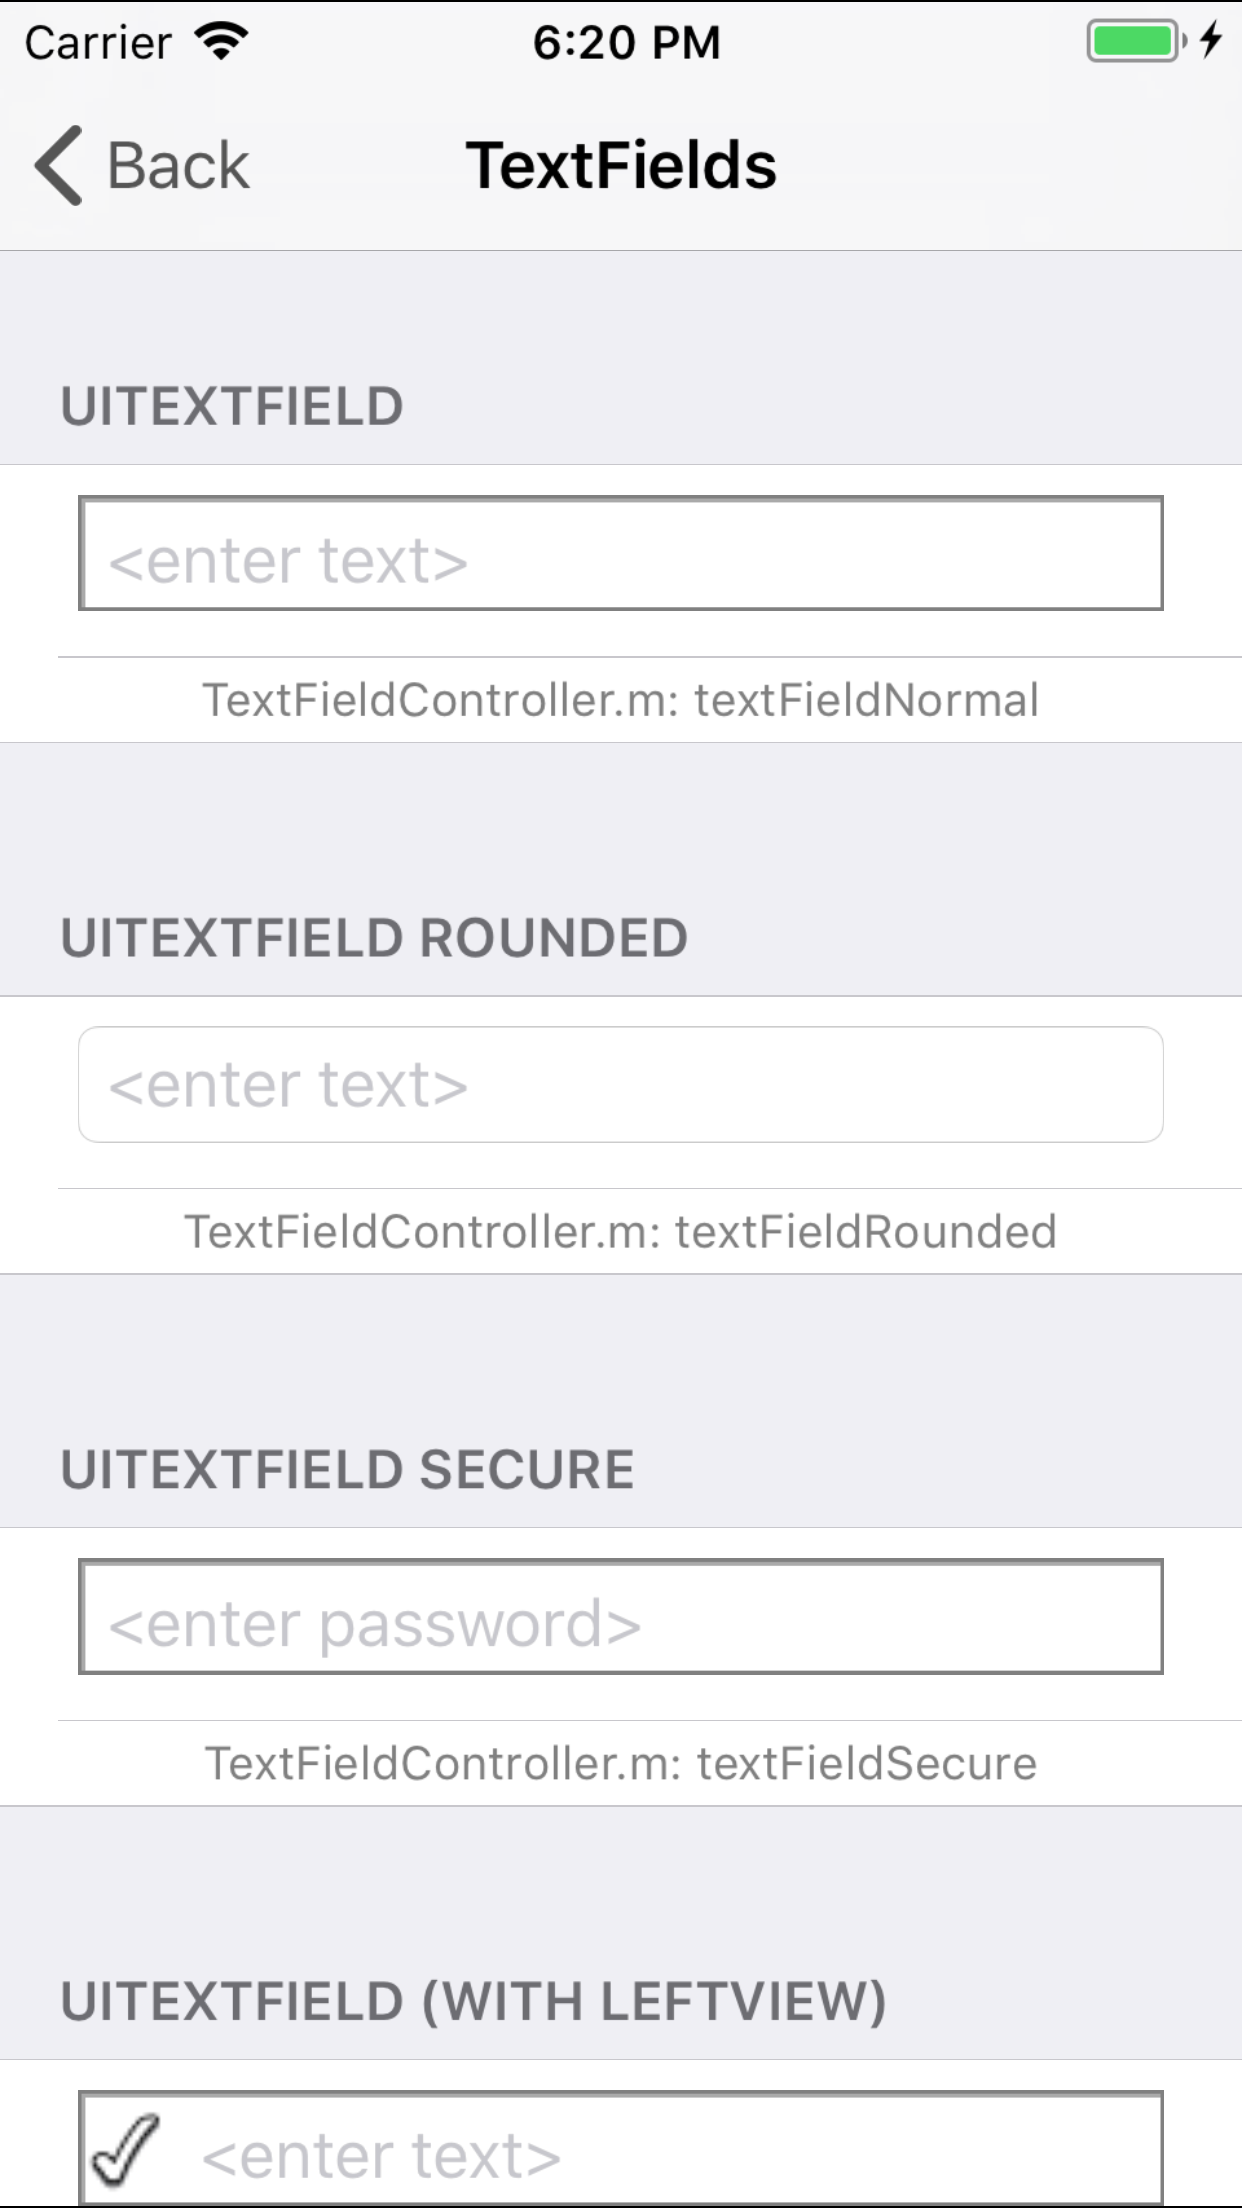 Carrier 6:20 PM
Back TextFields
UITEXTFIELD
<enter text>
TextFieldController.m: textFieldNormal
UITEXTFIELD ROUNDED
<enter text>
TextFieldController.m: textFieldRounded
UITEXTFIELD SECURE
<enter password>
TextFieldController.m: textFieldSecure
UITEXTFIELD (WITH LEFTVIEW)
<enter text>